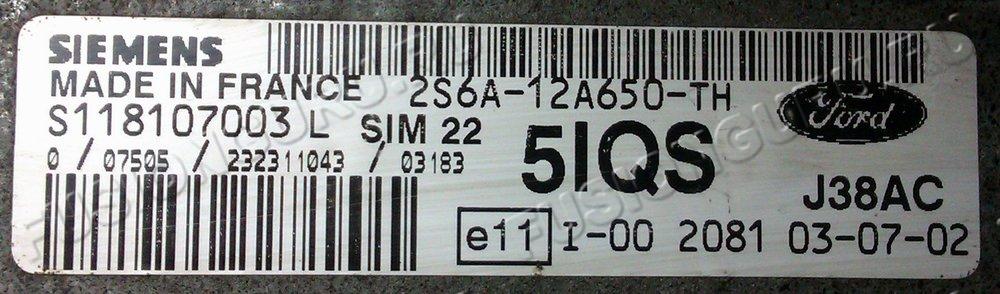 SIEMENS
MADE IN FRANCE 2S6A-12A650-TH
S118107003 L SIM 22
Ford
0 / 07505 / 232311043 / 03183
5IQS
J38AC
e11 I-00 2081 03-07-02